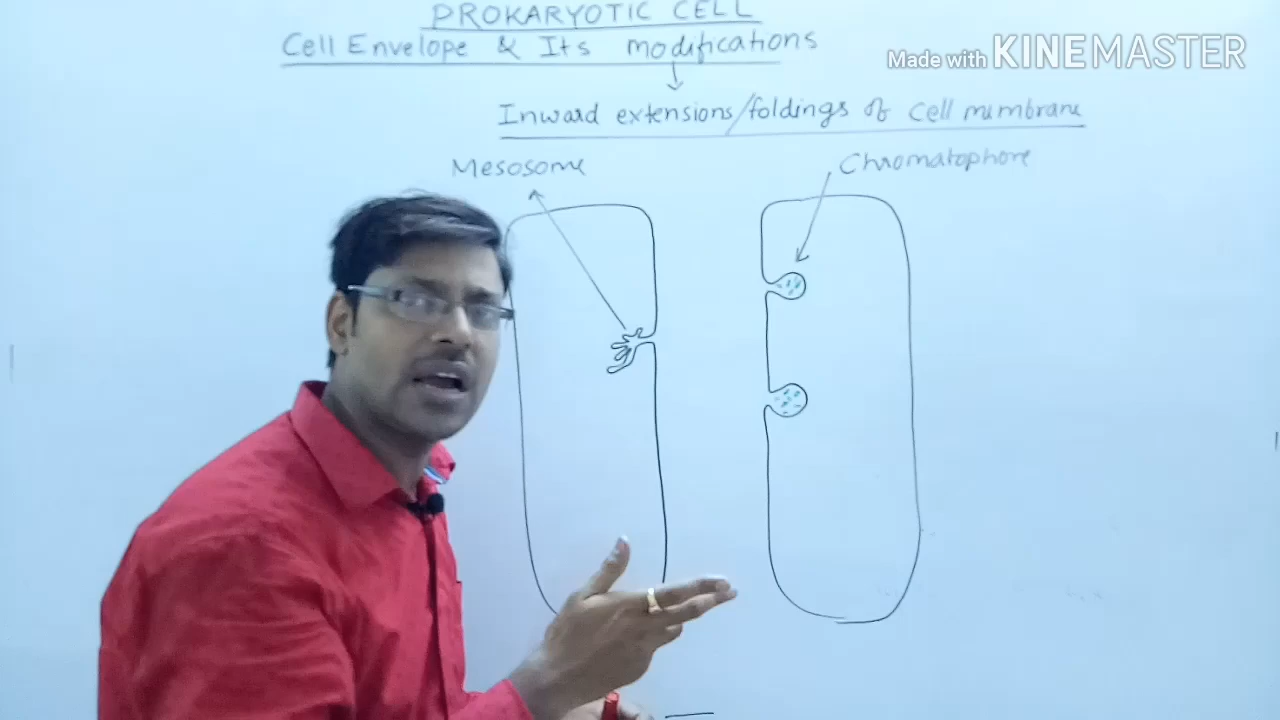 PROKARYOTIC CELL
Cell Envelope & Its modifications
Made with KINEMASTER
Inward extensions/foldings of cell membrane
Mesosome
Chromatophore